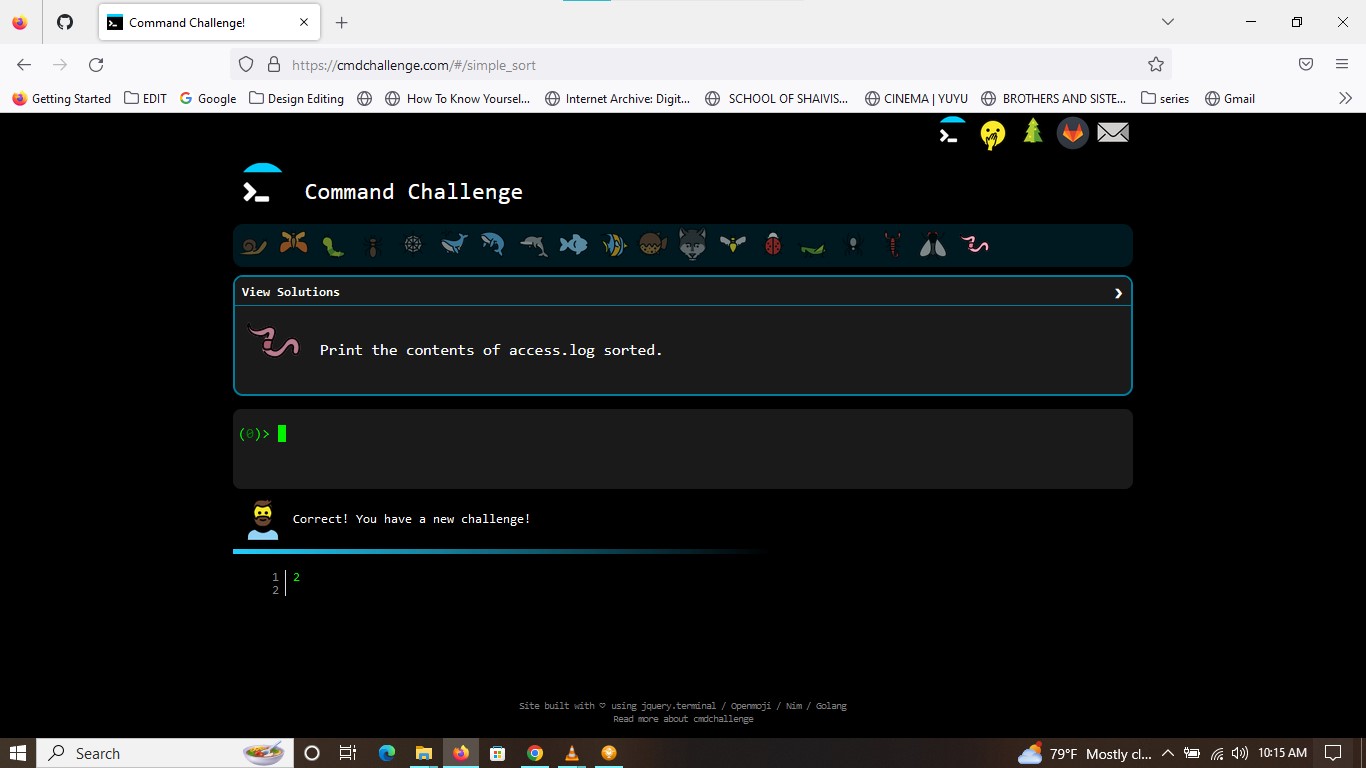 Command Challenge!
https://cmdchallenge.com/#/simple_sort
Getting Started EDIT Google Design Editing How To Know Yoursel... Internet Archive: Digit... SCHOOL OF SHAIVIS... CINEMA | YUYU BROTHERS AND SISTE... series Gmail
Command Challenge
View Solutions
Print the contents of access.log sorted.
(0)>
Correct! You have a new challenge!
1 2
2
Site built with ♡ using jquery.terminal / Openmoji / Nim / Golang
Read more about cmdchallenge
Search 79°F Mostly cl... 10:15 AM